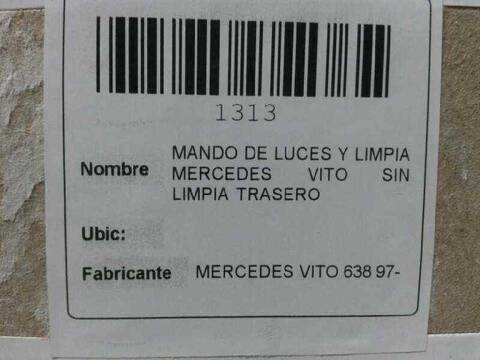 1313
Nombre MANDO DE LUCES Y LIMPIA
MERCEDES VITO SIN
LIMPIA TRASERO
Ubic:
Fabricante MERCEDES VITO 638 97-